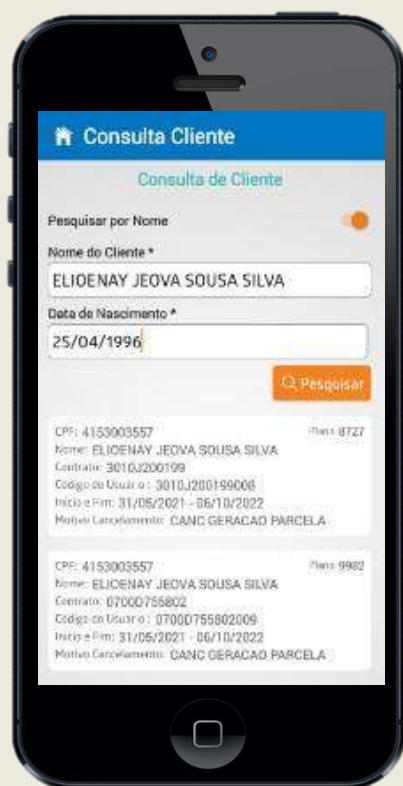 Consulta Cliente
Consulta de Cliente
Pesquisar por Nome
Nome do Cliente *
ELIOENAY JEOVA SOUSA SILVA
Data de Nascimento *
25/04/1996
Pesquisar
CPF: 4153003557 Plano 8727
Nome: ELIOENAY JEOVA SOUSA SILVA
Contrato: 3010J200199
Código do Usuário: 3010J200199008
Início e Fim: 31/05/2021 - 06/10/2022
Motivo Cancelamento: CANC GERACAO PARCELA
CPF: 4153003557 Plano 9982
Nome: ELIOENAY JEOVA SOUSA SILVA
Contrato: 0700D755802
Código do Usuário: 0700D755802009
Início e Fim: 31/05/2021 - 06/10/2022
Motivo Cancelamento: CANC GERACAO PARCELA